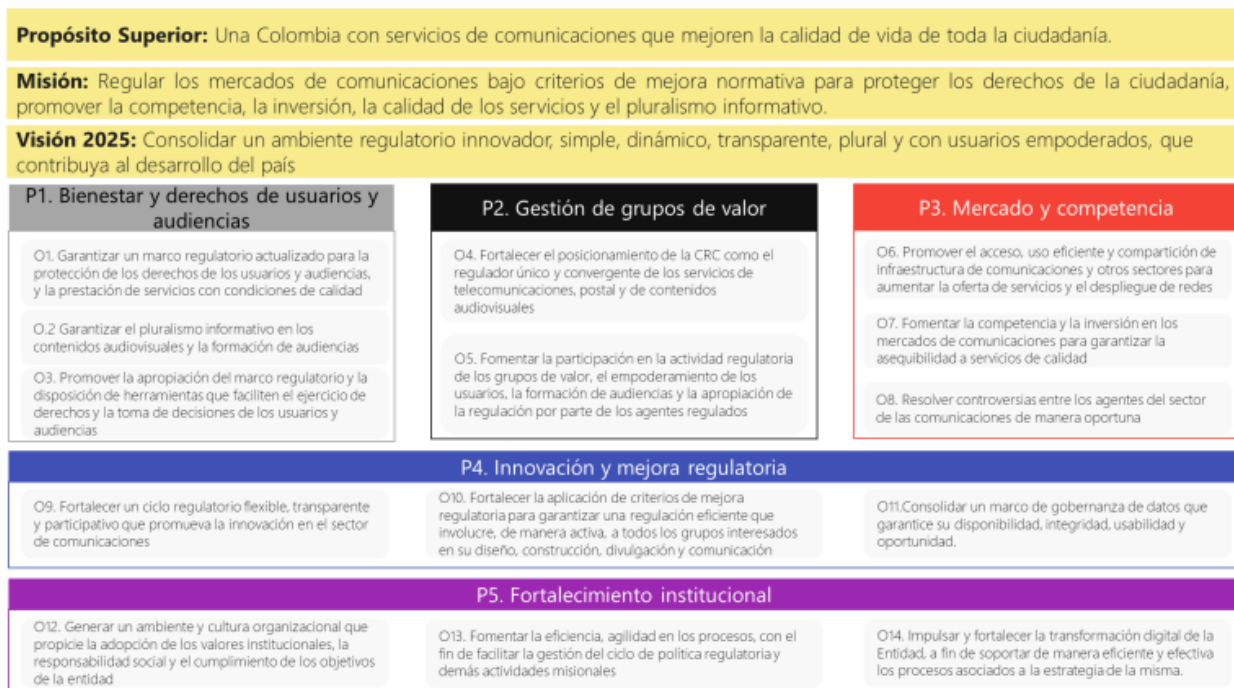 Propósito Superior: Una Colombia con servicios de comunicaciones que mejoren la calidad de vida de toda la ciudadanía.
Misión: Regular los mercados de comunicaciones bajo criterios de mejora normativa para proteger los derechos de la ciudadanía,
promover la competencia, la inversión, la calidad de los servicios y el pluralismo informativo.
Visión 2025: Consolidar un ambiente regulatorio innovador, simple, dinámico, transparente, plural y con usuarios empoderados, que
contribuya al desarrollo del país
P1. Bienestar y derechos de usuarios y
audiencias
O1. Garantizar un marco regulatorio actualizado para la
protección de los derechos de los usuarios y audiencias,
y la prestación de servicios con condiciones de calidad
O.2 Garantizar el pluralismo informativo en los
contenidos audiovisuales y la formación de audiencias
O3. Promover la apropiación del marco regulatorio y la
disposición de herramientas que faciliten el ejercicio de
derechos y la toma de decisiones de los usuarios y
audiencias
P2. Gestión de grupos de valor
O4. Fortalecer el posicionamiento de la CRC como el
regulador único y convergente de los servicios de
telecomunicaciones, postal y de contenidos
audiovisuales
O5. Fomentar la participación en la actividad regulatoria
de los grupos de valor, el empoderamiento de los
usuarios, la formación de audiencias y la apropiación de
la regulación por parte de los agentes regulados
P3. Mercado y competencia
O6. Promover el acceso, uso eficiente y compartición de
infraestructura de comunicaciones y otros sectores para
aumentar la oferta de servicios y el despliegue de redes
O7. Fomentar la competencia y la inversión en los
mercados de comunicaciones para garantizar la
asequibilidad a servicios de calidad
O8. Resolver controversias entre los agentes del sector
de las comunicaciones de manera oportuna
P4. Innovación y mejora regulatoria
O9. Fortalecer un ciclo regulatorio flexible, transparente
y participativo que promueva la innovación en el sector
de comunicaciones
O10. Fortalecer la aplicación de criterios de mejora
regulatoria para garantizar una regulación eficiente que
involucre, de manera activa, a todos los grupos interesados
en su diseño, construcción, divulgación y comunicación
O11.Consolidar un marco de gobernanza de datos que
garantice su disponibilidad, integridad, usabilidad y
oportunidad.
P5. Fortalecimiento institucional
O12. Generar un ambiente y cultura organizacional que
propicie la adopción de los valores institucionales, la
responsabilidad social y el cumplimiento de los objetivos
de la entidad
O13. Fomentar la eficiencia, agilidad en los procesos, con el
fin de facilitar la gestión del ciclo de política regulatoria y
demás actividades misionales
O14. Impulsar y fortalecer la transformación digital de la
Entidad, a fin de soportar de manera eficiente y efectiva
los procesos asociados a la estrategia de la misma.